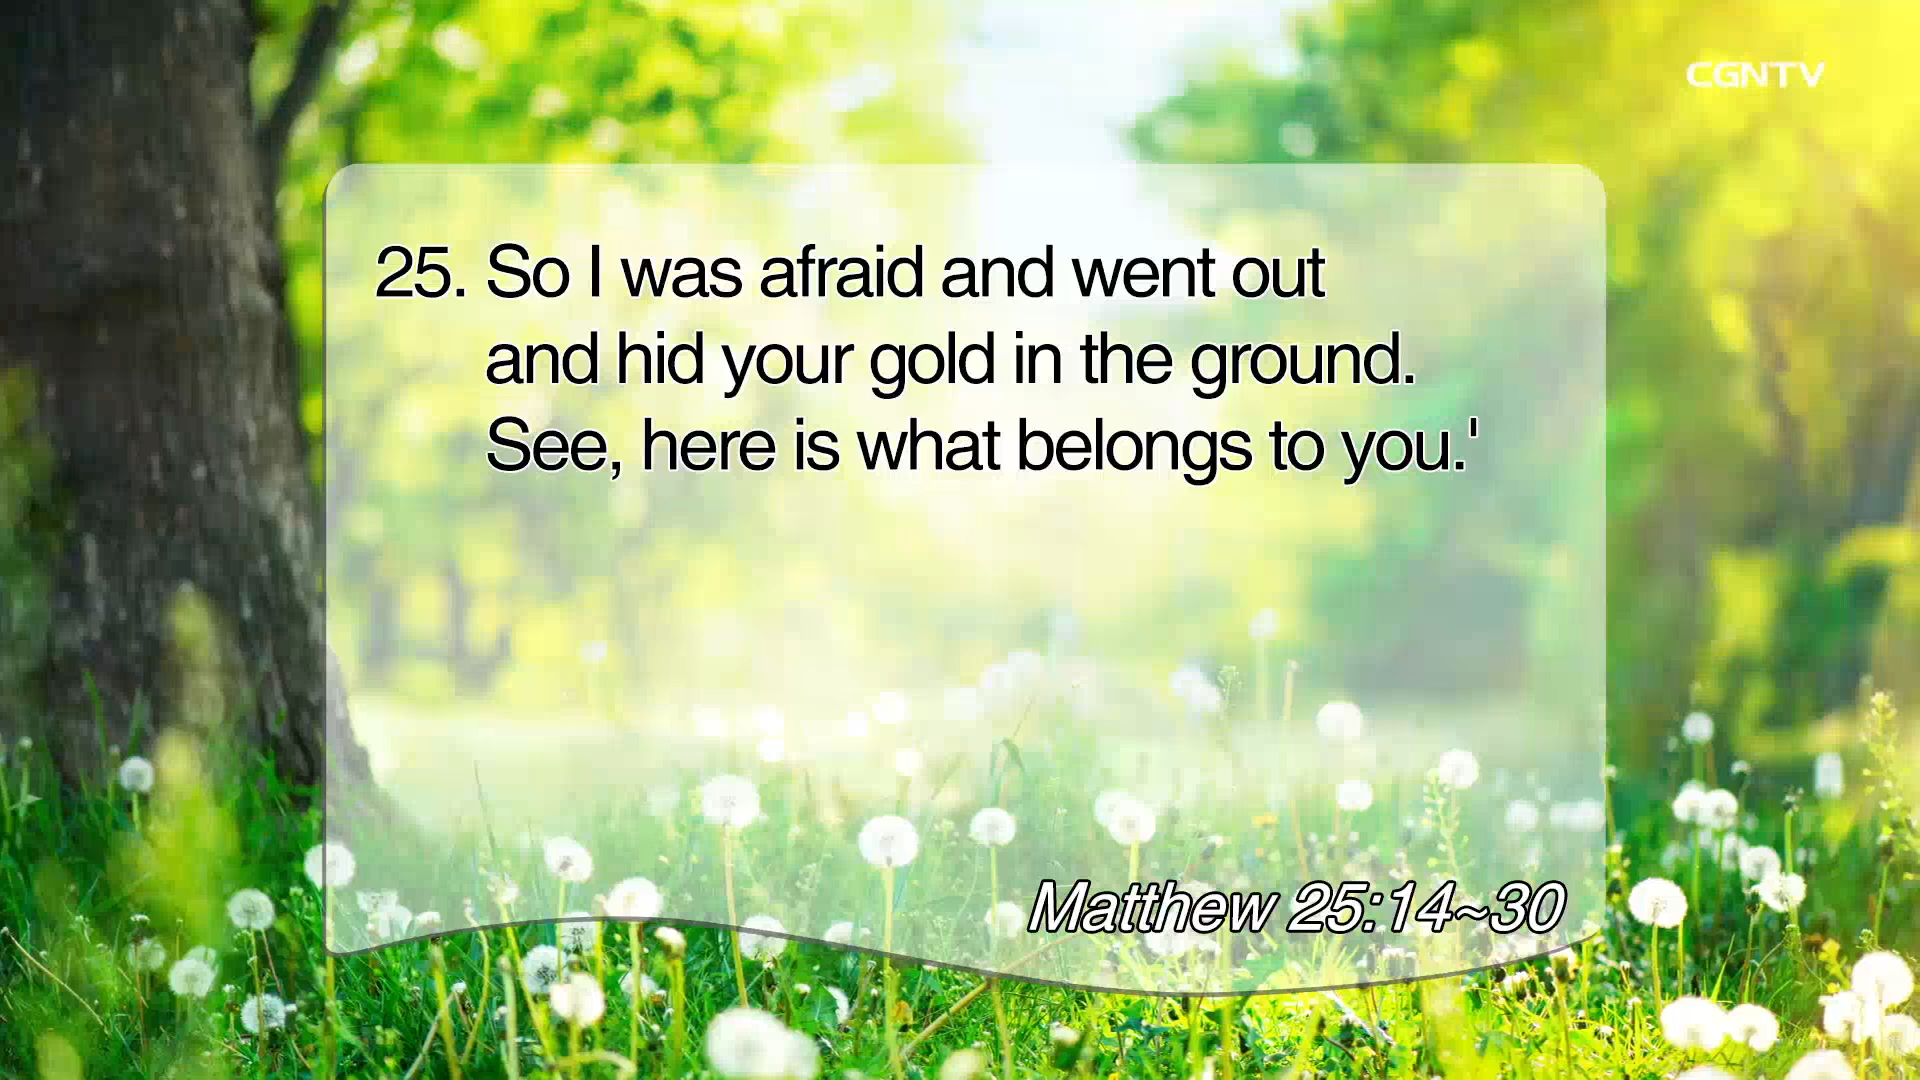 CGNTV
25. So I was afraid and went out
and hid your gold in the ground.
See, here is what belongs to you.'
Matthew 25:14~30